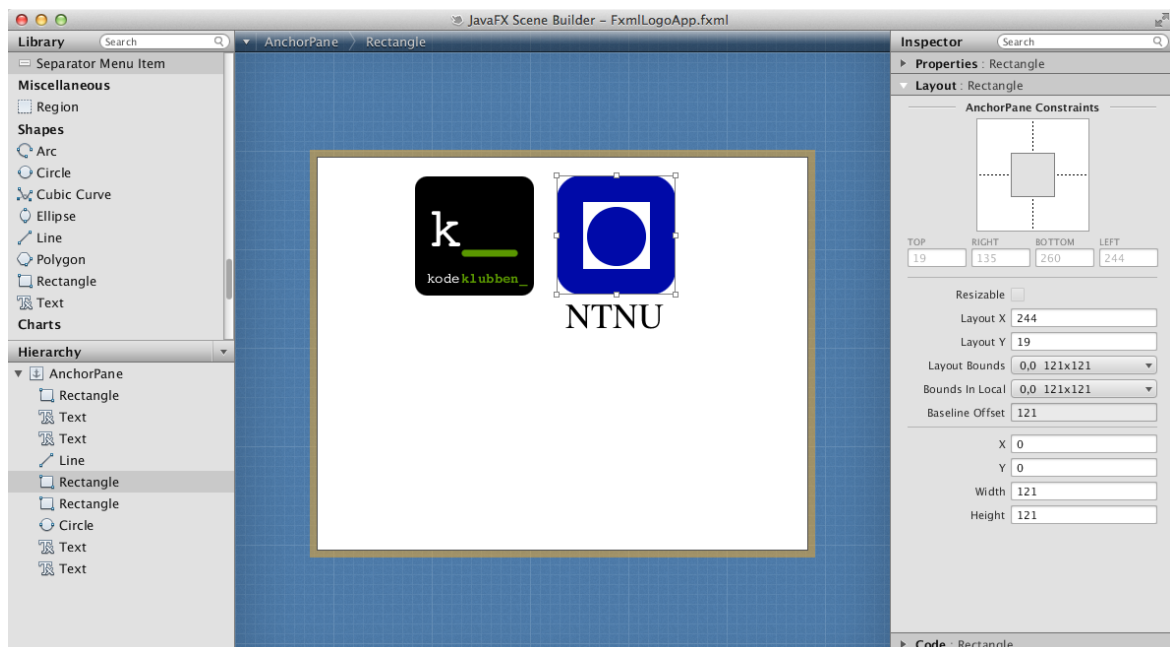 JavaFX Scene Builder – FxmlLogoApp.fxml
Library
Search
Separator Menu Item
Miscellaneous
Region
Shapes
Arc
Circle
Cubic Curve
Ellipse
Line
Polygon
Rectangle
Text
Charts
Hierarchy
AnchorPane
Rectangle
Text
Text
Line
Rectangle
Rectangle
Circle
Text
Text
AnchorPane Rectangle
k_
kodeklubben_
NTNU
Inspector
Search
Properties : Rectangle
Layout : Rectangle
AnchorPane Constraints
TOP RIGHT BOTTOM LEFT
19 135 260 244
Resizable
Layout X 244
Layout Y 19
Layout Bounds 0,0 121x121
Bounds In Local 0,0 121x121
Baseline Offset 121
X 0
Y 0
Width 121
Height 121
Code : Rectangle